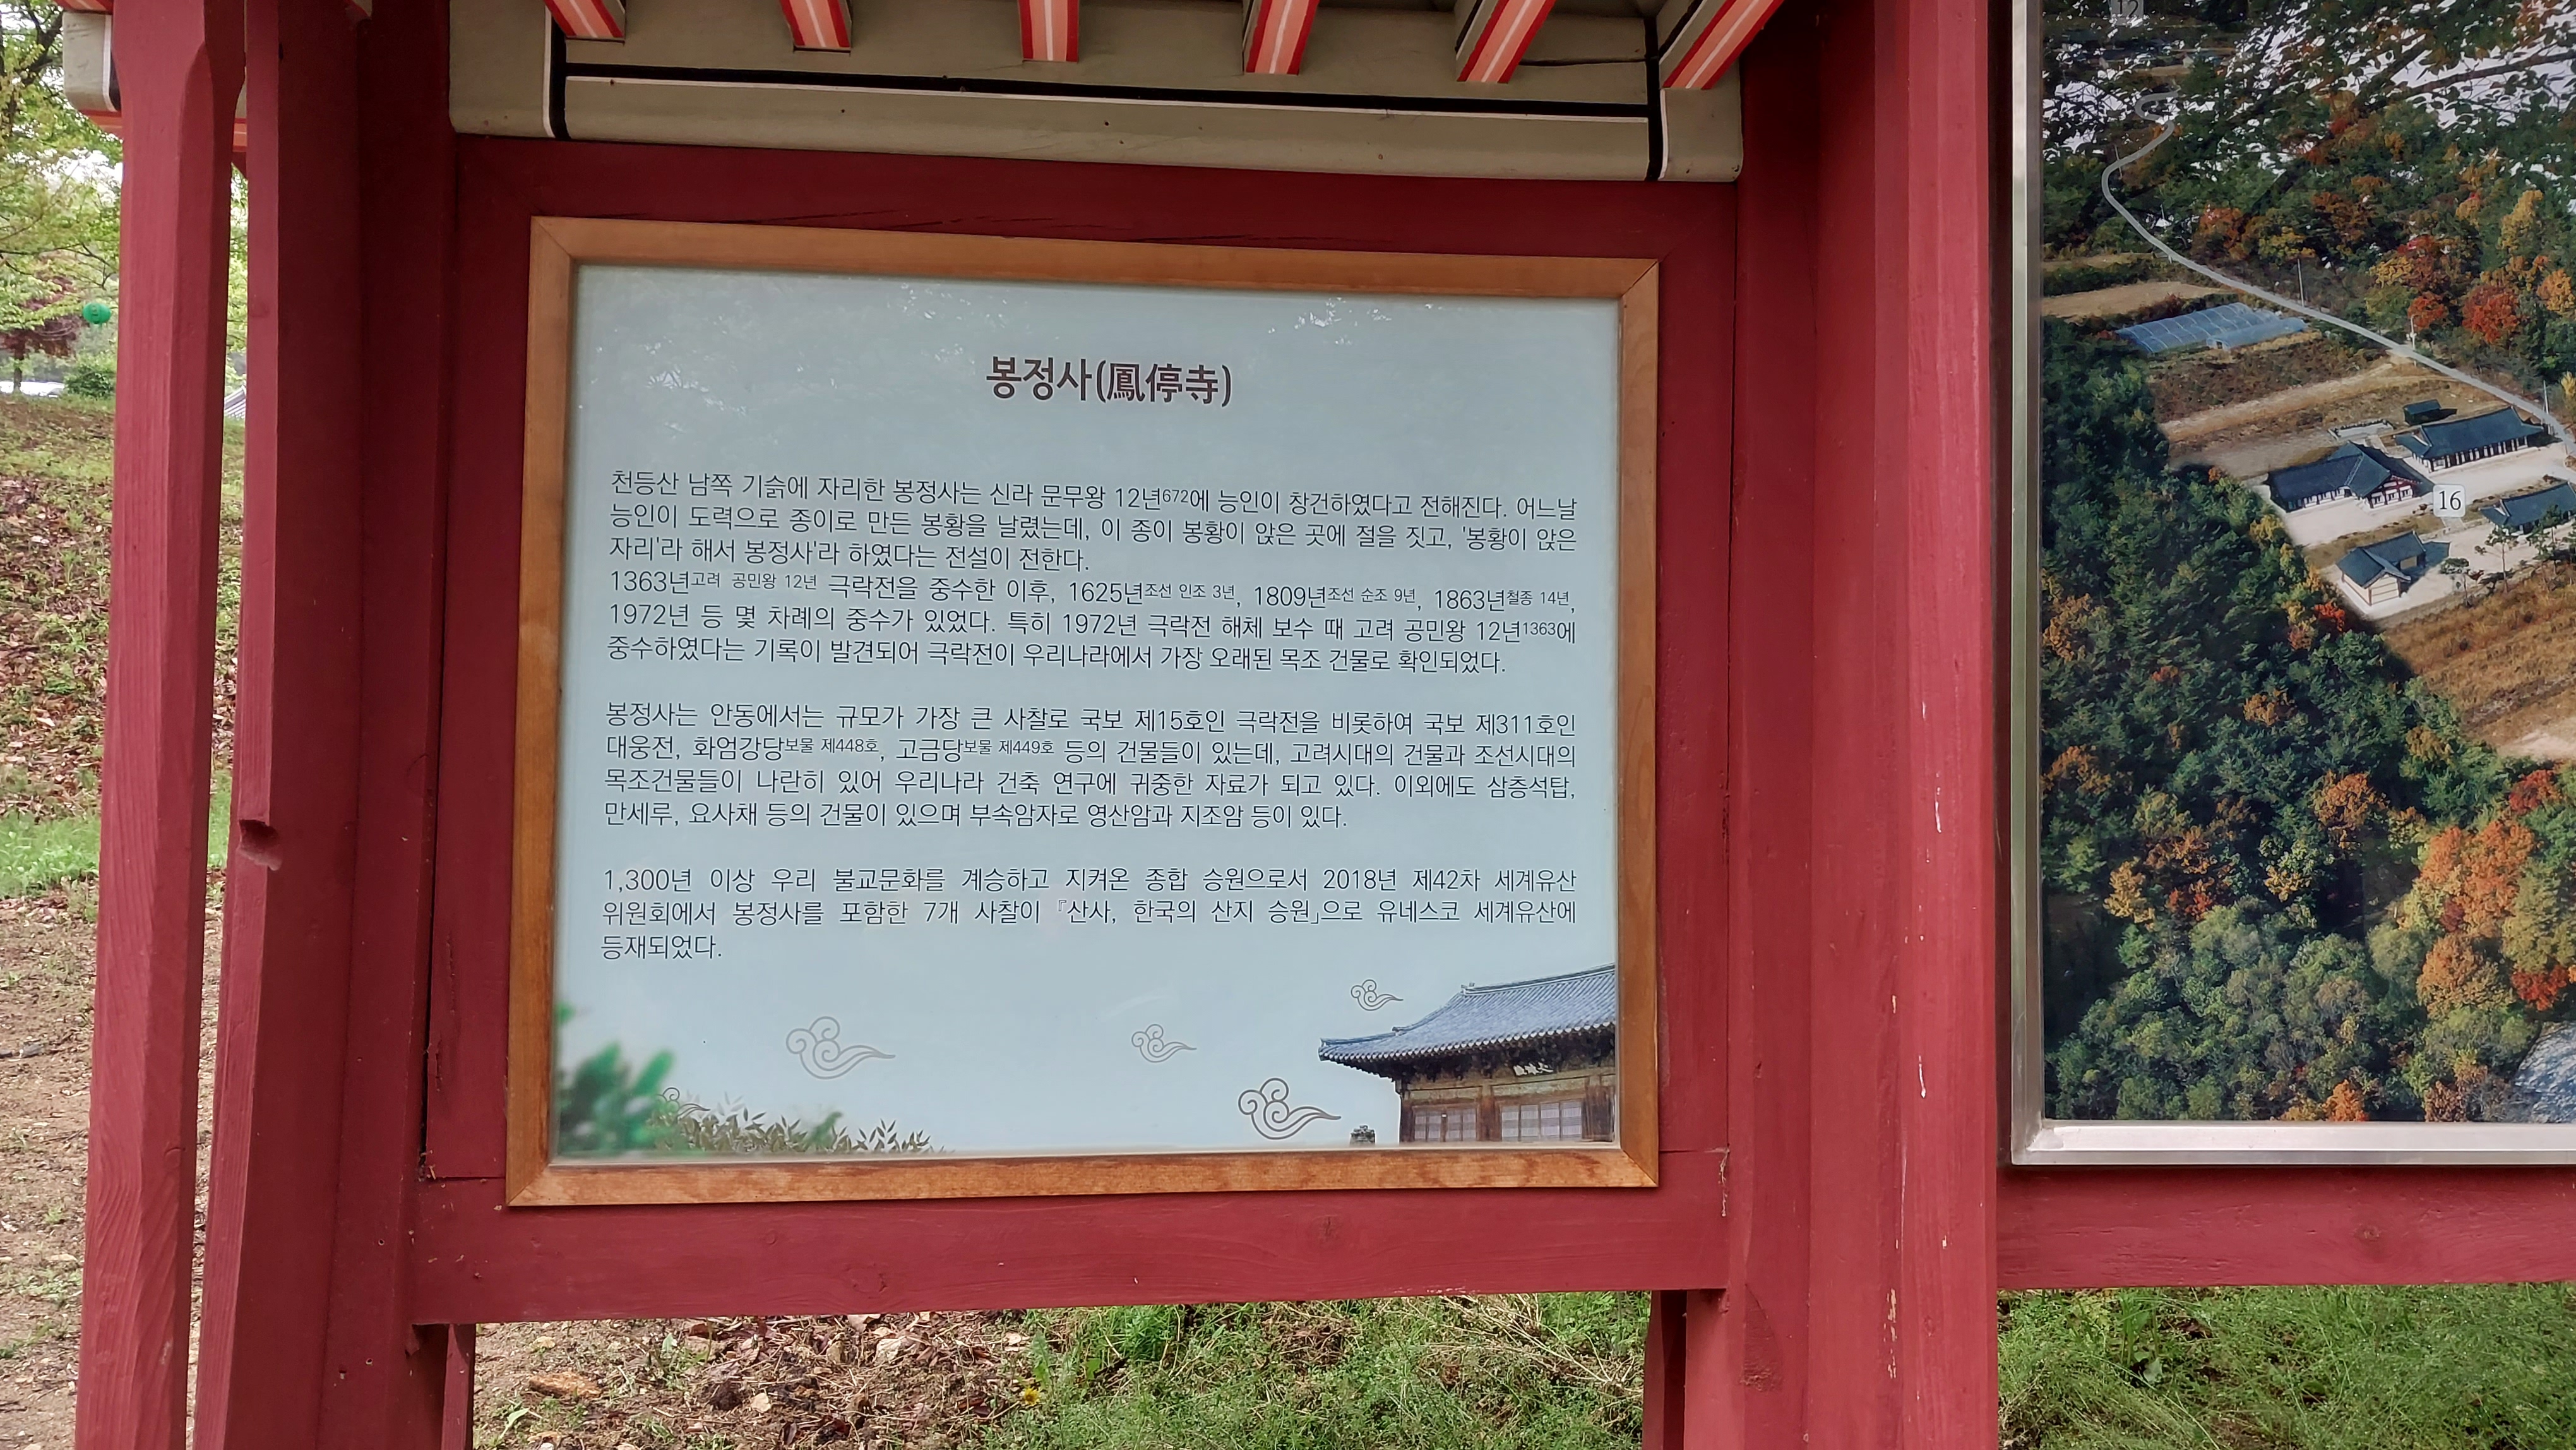 봉정사(鳳停寺)
천등산 남쪽 기슭에 자리한 봉정사는 신라 문무왕 12년672에 능인이 창건하였다고 전해진다. 어느날
능인이 도력으로 종이로 만든 봉황을 날렸는데, 이 종이 봉황이 앉은 곳에 절을 짓고, '봉황이 앉은
자리'라 해서 봉정사'라 하였다는 전설이 전한다.
1363년고려 공민왕 12년 극락전을 중수한 이후, 1625년조선 인조 3년, 1809년조선 순조 9년, 1863년철종 14년,
1972년 등 몇 차례의 중수가 있었다. 특히 1972년 극락전 해체 보수 때 고려 공민왕 12년1363에
중수하였다는 기록이 발견되어 극락전이 우리나라에서 가장 오래된 목조 건물로 확인되었다.
봉정사는 안동에서는 규모가 가장 큰 사찰로 국보 제15호인 극락전을 비롯하여 국보 제311호인
대웅전, 화엄강당보물 제448호, 고금당보물 제449호 등의 건물들이 있는데, 고려시대의 건물과 조선시대의
목조건물들이 나란히 있어 우리나라 건축 연구에 귀중한 자료가 되고 있다. 이외에도 삼층석탑,
만세루, 요사채 등의 건물이 있으며 부속암자로 영산암과 지조암 등이 있다.
1,300년 이상 우리 불교문화를 계승하고 지켜온 종합 승원으로서 2018년 제42차 세계유산
위원회에서 봉정사를 포함한 7개 사찰이 『산사, 한국의 산지 승원」으로 유네스코 세계유산에
등재되었다.
12
16